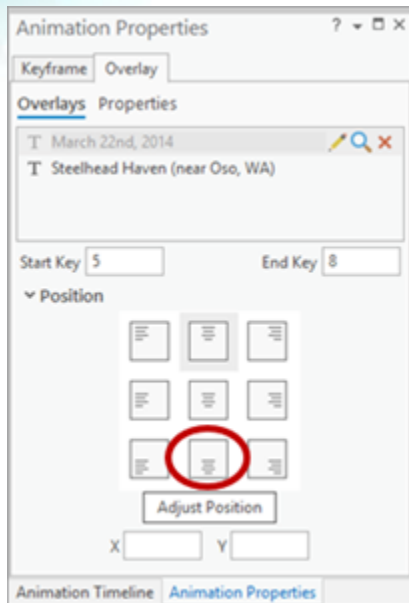 Animation Properties
Keyframe Overlay
Overlays Properties
T March 22nd, 2014
T Steelhead Haven (near Oso, WA)
Start Key 5 End Key 8
Position
Adjust Position
X Y
Animation Timeline Animation Properties